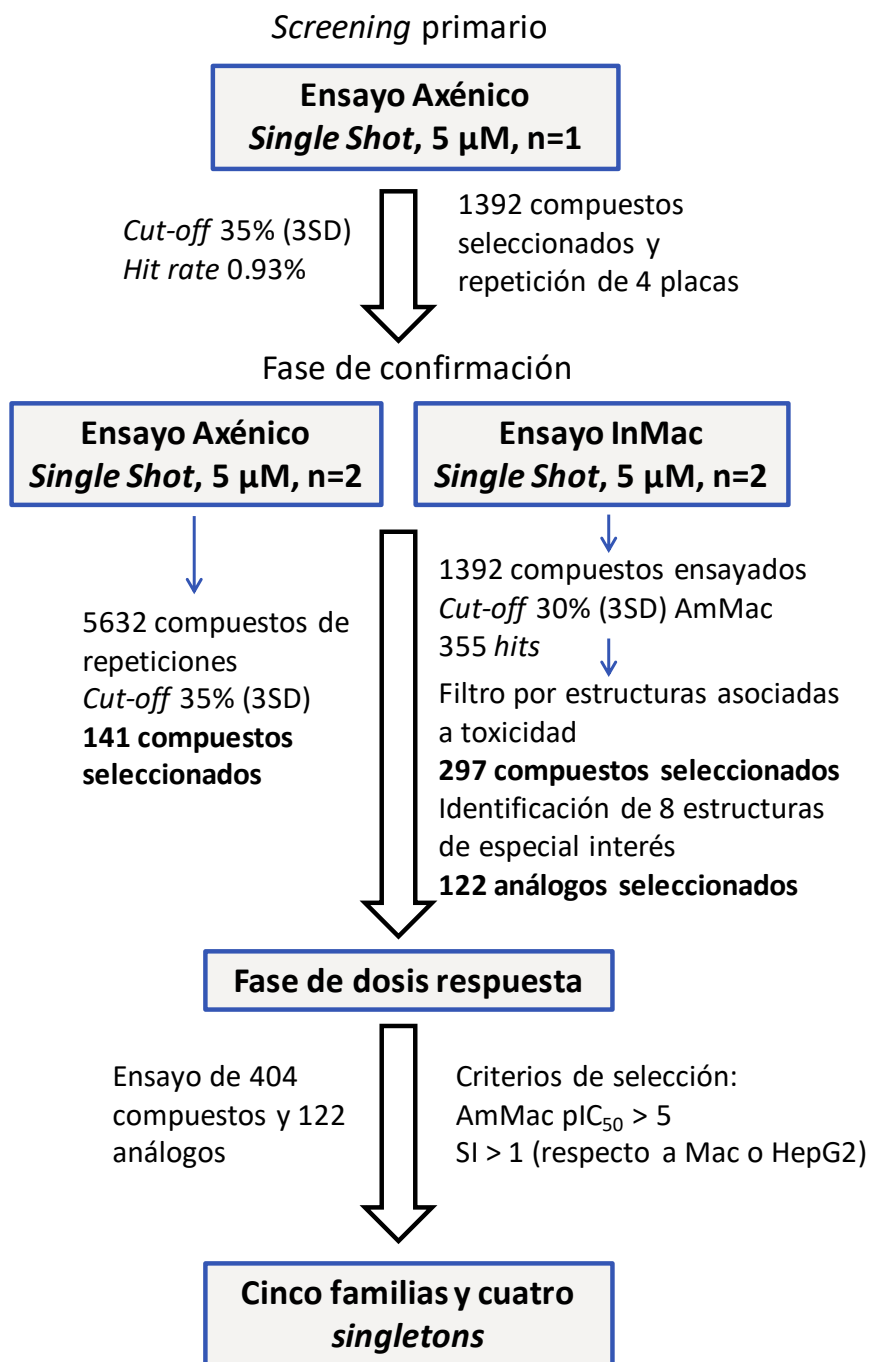 Screening primario
Ensayo Axénico
Single Shot, 5 µM, n=1
Cut-off 35% (3SD)
Hit rate 0.93%
1392 compuestos
seleccionados y
repetición de 4 placas
Fase de confirmación
Ensayo Axénico
Single Shot, 5 µM, n=2
Ensayo InMac
Single Shot, 5 µM, n=2
5632 compuestos de
repeticiones
Cut-off 35% (3SD)
141 compuestos
seleccionados
1392 compuestos ensayados
Cut-off 30% (3SD) AmMac
355 hits
Filtro por estructuras asociadas
a toxicidad
297 compuestos seleccionados
Identificación de 8 estructuras
de especial interés
122 análogos seleccionados
Fase de dosis respuesta
Ensayo de 404
compuestos y 122
análogos
Criterios de selección:
AmMac pIC₅₀ > 5
SI > 1 (respecto a Mac o HepG2)
Cinco familias y cuatro
singletons